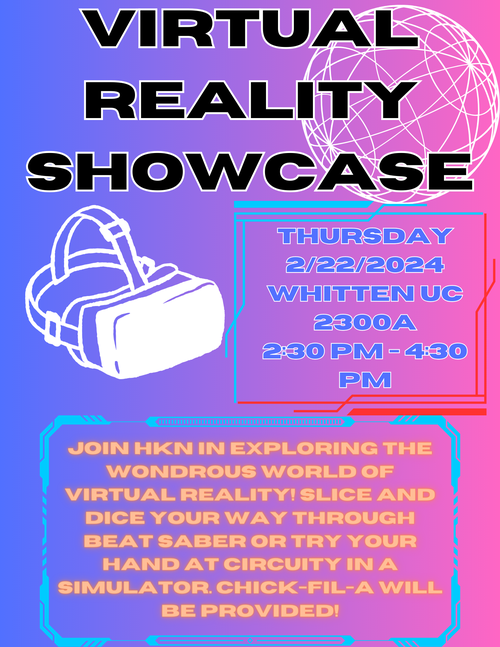 VIRTUAL
REALITY
SHOWCASE
THURSDAY
2/22/2024
WHITTEN UC
2300A
2:30 PM - 4:30
PM
JOIN HKN IN EXPLORING THE
WONDROUS WORLD OF
VIRTUAL REALITY! SLICE AND
DICE YOUR WAY THROUGH
BEAT SABER OR TRY YOUR
HAND AT CIRCUITY IN A
SIMULATOR. CHICK-FIL-A WILL
BE PROVIDED!